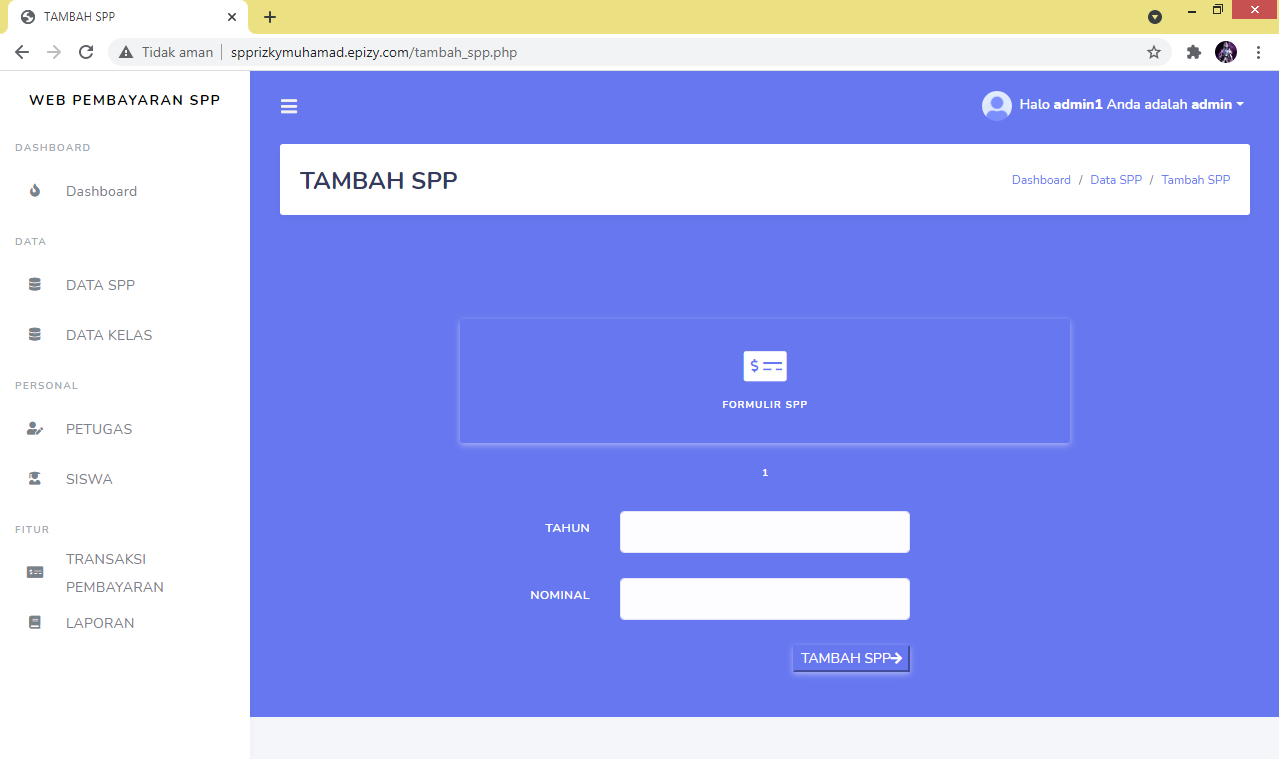 TAMBAH SPP
Tidak aman
spprizkymuhamad.epizy.com/tambah_spp.php
WEB PEMBAYARAN SPP
Halo admin1 Anda adalah admin
DASHBOARD
Dashboard
DATA
DATA SPP
DATA KELAS
PERSONAL
PETUGAS
SISWA
FITUR
TRANSAKSI
PEMBAYARAN
LAPORAN
TAMBAH SPP
Dashboard / Data SPP / Tambah SPP
$
FORMULIR SPP
1
TAHUN
NOMINAL
TAMBAH SPP